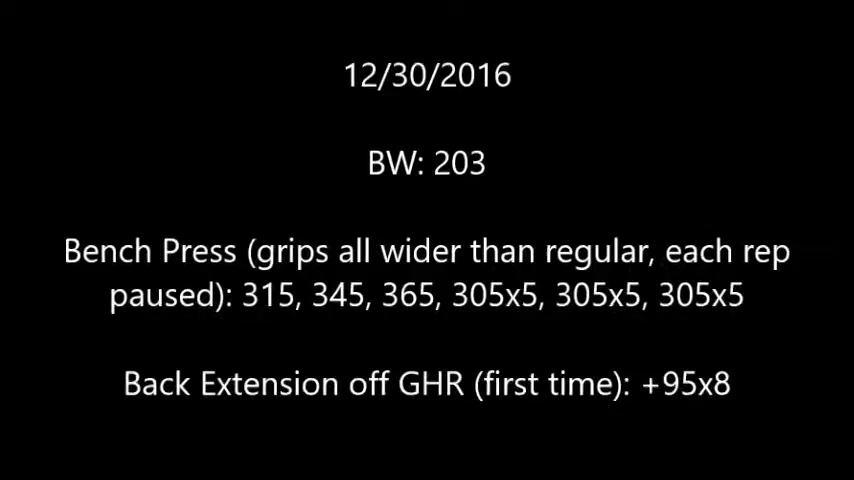 12/30/2016
BW: 203
Bench Press (grips all wider than regular, each rep
paused): 315, 345, 365, 305x5, 305x5, 305x5
Back Extension off GHR (first time): +95x8